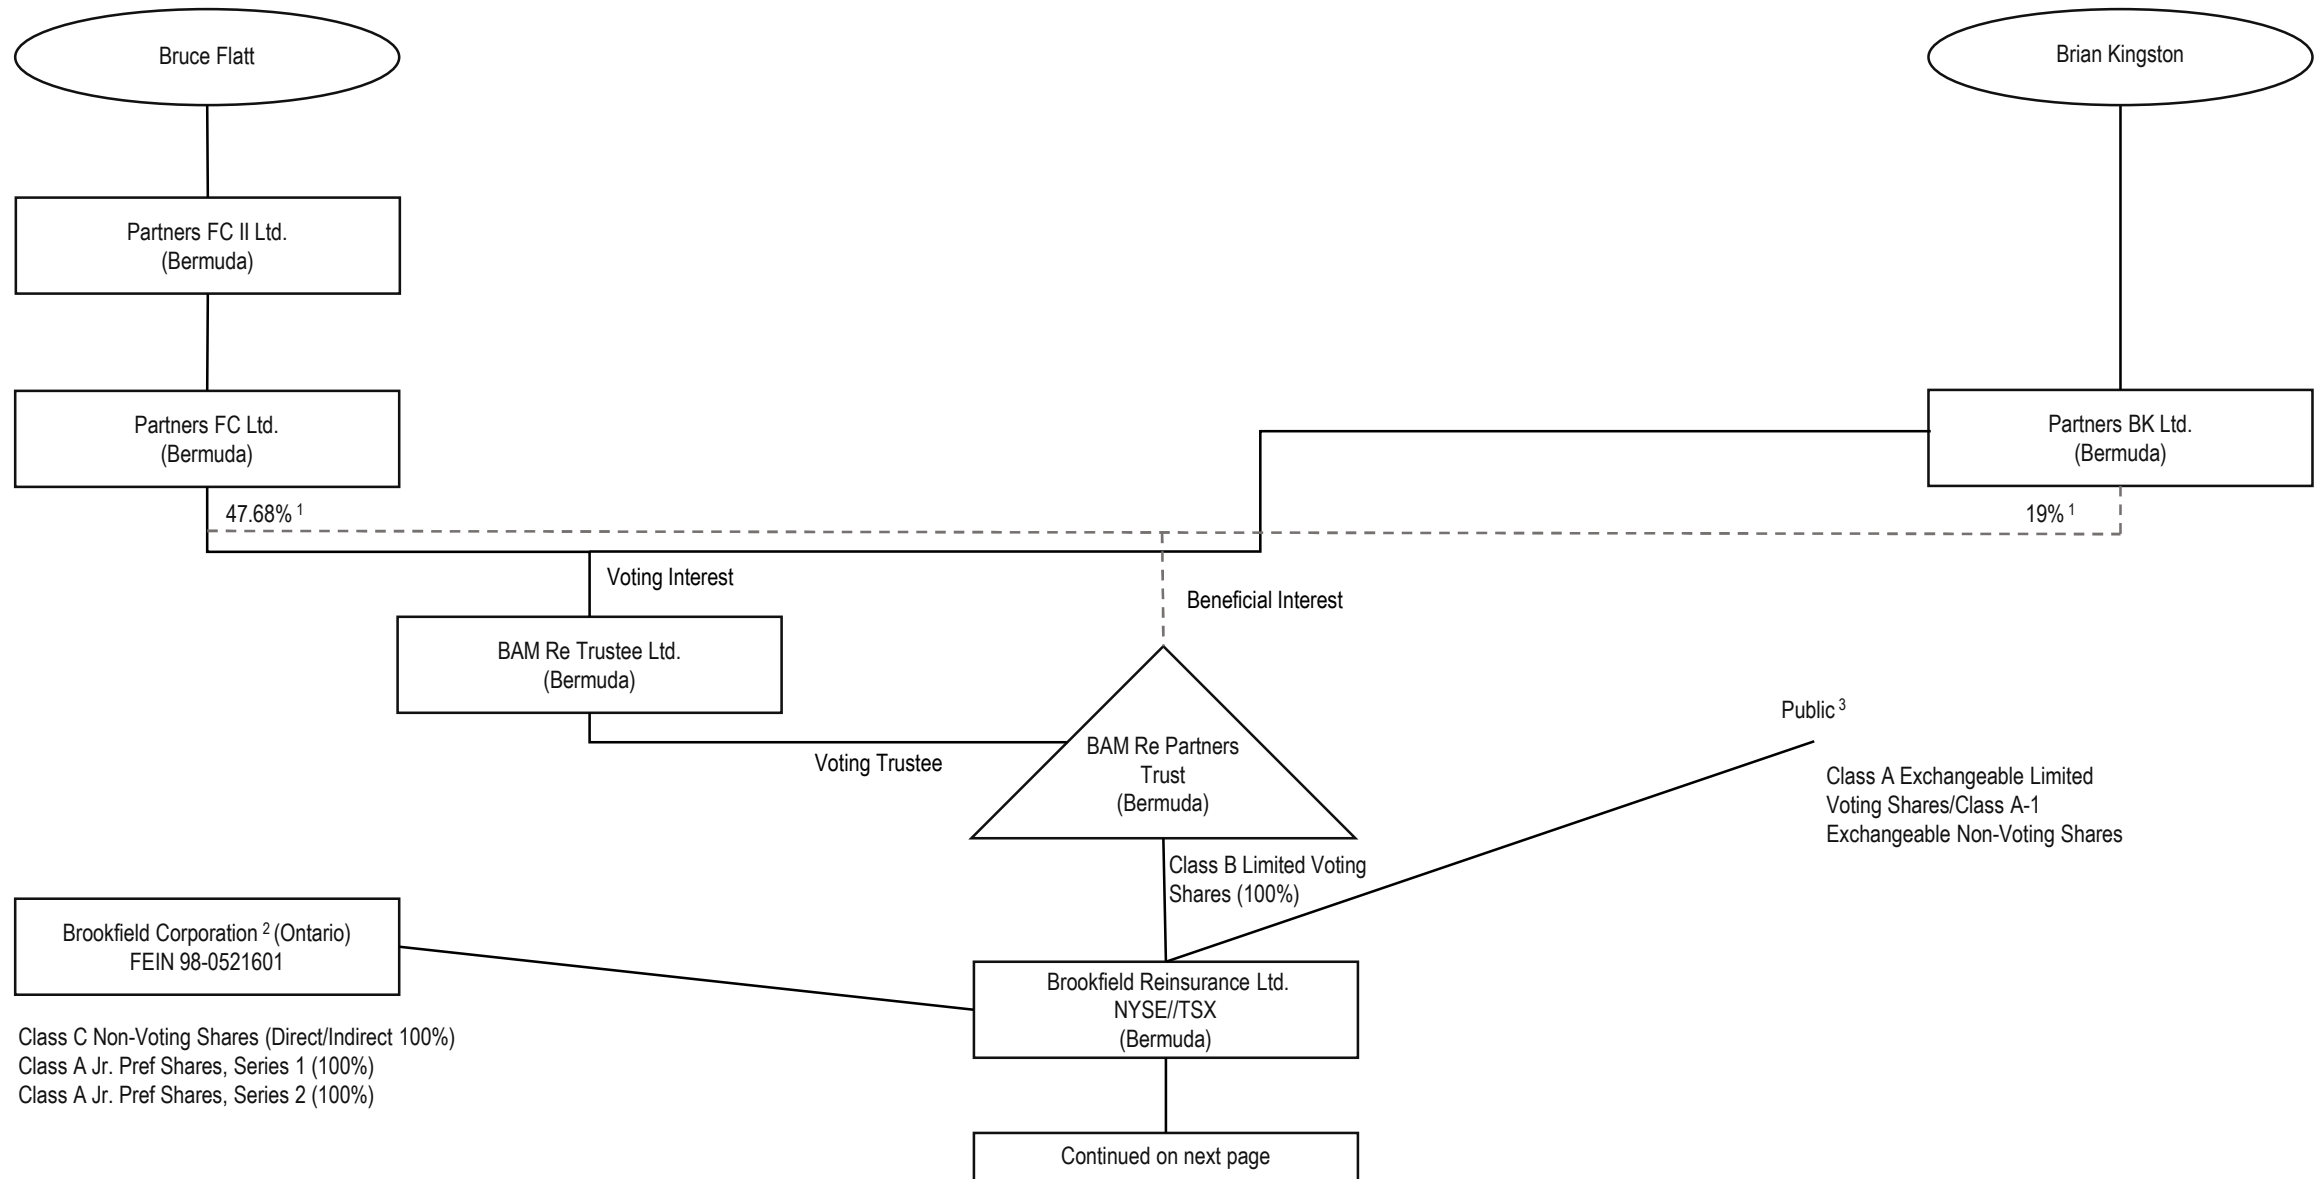 Bruce Flatt
Brian Kingston
Partners FC II Ltd.
(Bermuda)
Partners FC Ltd.
(Bermuda)
Partners BK Ltd.
(Bermuda)
47.68% 1
19% 1
Voting Interest
Beneficial Interest
BAM Re Trustee Ltd.
(Bermuda)
Voting Trustee
BAM Re Partners
Trust
(Bermuda)
Public 3
Class A Exchangeable Limited
Voting Shares/Class A-1
Exchangeable Non-Voting Shares
Class B Limited Voting
Shares (100%)
Brookfield Corporation 2 (Ontario)
FEIN 98-0521601
Brookfield Reinsurance Ltd.
NYSE//TSX
(Bermuda)
Class C Non-Voting Shares (Direct/Indirect 100%)
Class A Jr. Pref Shares, Series 1 (100%)
Class A Jr. Pref Shares, Series 2 (100%)
Continued on next page